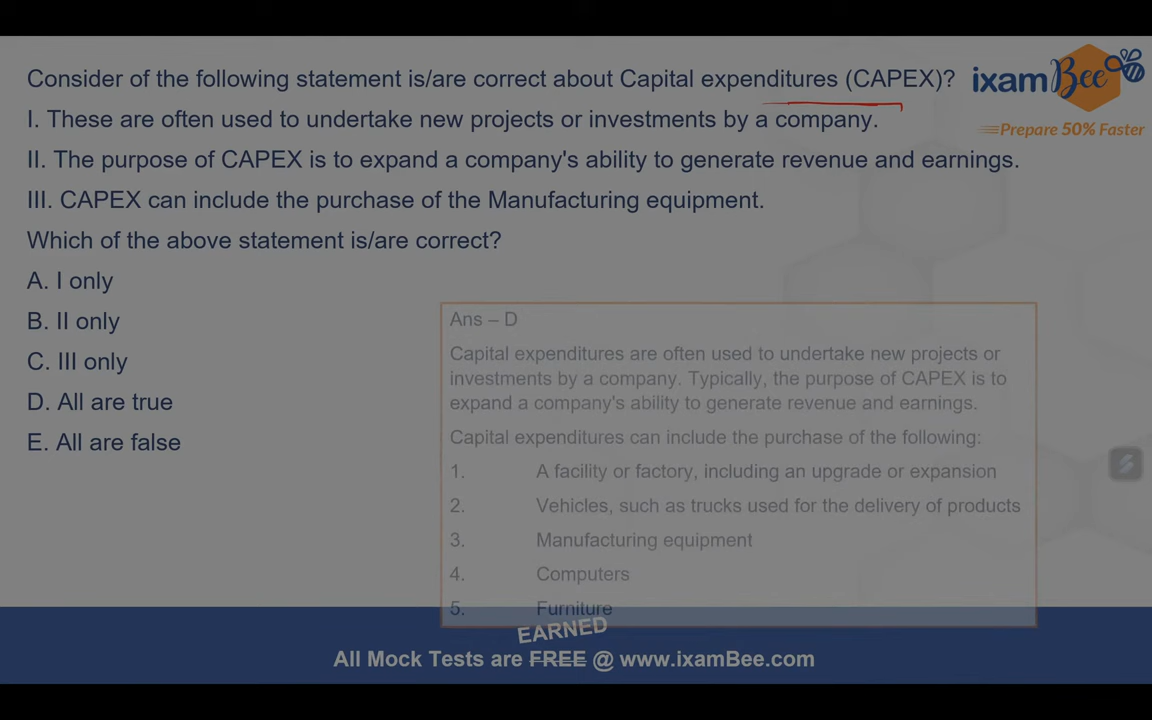 Consider of the following statement is/are correct about Capital expenditures (CAPEX)?
I. These are often used to undertake new projects or investments by a company.
II. The purpose of CAPEX is to expand a company's ability to generate revenue and earnings.
III. CAPEX can include the purchase of the Manufacturing equipment.
Which of the above statement is/are correct?
A. I only
B. II only
C. III only
D. All are true
E. All are false
ixamBee
Prepare 50% Faster
Ans – D
Capital expenditures are often used to undertake new projects or
investments by a company. Typically, the purpose of CAPEX is to
expand a company's ability to generate revenue and earnings.
Capital expenditures can include the purchase of the following:
1. A facility or factory, including an upgrade or expansion
2. Vehicles, such as trucks used for the delivery of products
3. Manufacturing equipment
4. Computers
5. Furniture
EARNED
All Mock Tests are FREE @ www.ixamBee.com